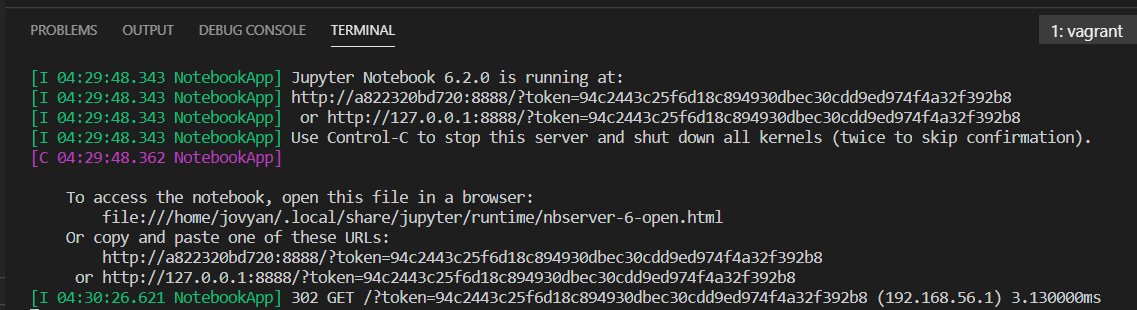 PROBLEMS OUTPUT DEBUG CONSOLE TERMINAL 1: vagrant
[I 04:29:48.343 NotebookApp] Jupyter Notebook 6.2.0 is running at:
[I 04:29:48.343 NotebookApp] http://a822320bd720:8888/?token=94c2443c25f6d18c894930dbec30cdd9ed974f4a32f392b8
[I 04:29:48.343 NotebookApp]  or http://127.0.0.1:8888/?token=94c2443c25f6d18c894930dbec30cdd9ed974f4a32f392b8
[I 04:29:48.343 NotebookApp] Use Control-C to stop this server and shut down all kernels (twice to skip confirmation).
[C 04:29:48.362 NotebookApp]
To access the notebook, open this file in a browser:
file:///home/jovyan/.local/share/jupyter/runtime/nbserver-6-open.html
Or copy and paste one of these URLs:
http://a822320bd720:8888/?token=94c2443c25f6d18c894930dbec30cdd9ed974f4a32f392b8
or http://127.0.0.1:8888/?token=94c2443c25f6d18c894930dbec30cdd9ed974f4a32f392b8
[I 04:30:26.621 NotebookApp] 302 GET /?token=94c2443c25f6d18c894930dbec30cdd9ed974f4a32f392b8 (192.168.56.1) 3.130000ms